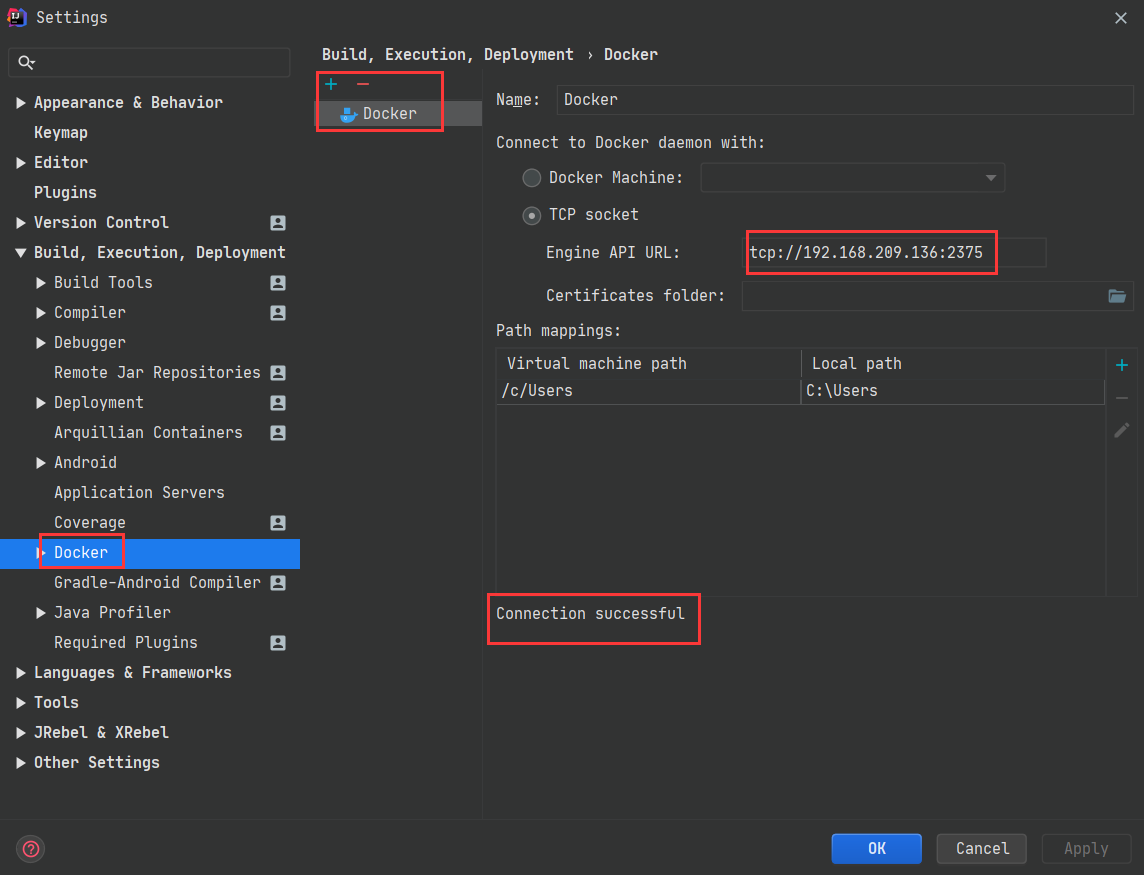 Settings
Appearance & Behavior
Keymap
Editor
Plugins
Version Control
Build, Execution, Deployment
Build Tools
Compiler
Debugger
Remote Jar Repositories
Deployment
Arquillian Containers
Android
Application Servers
Coverage
Docker
Gradle-Android Compiler
Java Profiler
Required Plugins
Languages & Frameworks
Tools
JRebel & XRebel
Other Settings
Build, Execution, Deployment › Docker
Docker
Name: Docker
Connect to Docker daemon with:
Docker Machine:
TCP socket
Engine API URL: tcp://192.168.209.136:2375
Certificates folder:
Path mappings:
Virtual machine path Local path
/c/Users C:\Users
Connection successful
OK Cancel Apply